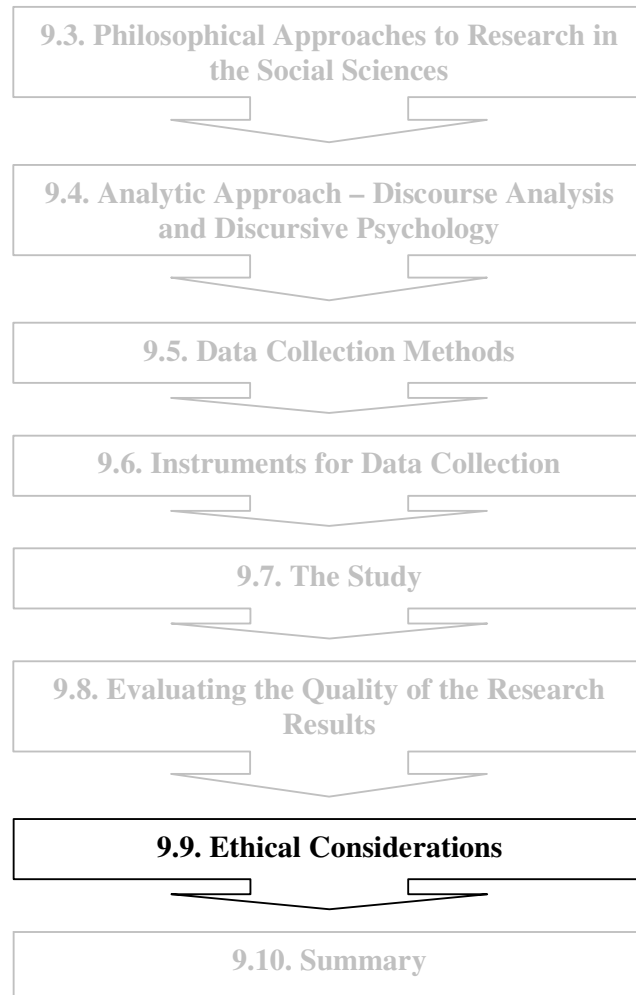 9.3. Philosophical Approaches to Research in
the Social Sciences
9.4. Analytic Approach – Discourse Analysis
and Discursive Psychology
9.5. Data Collection Methods
9.6. Instruments for Data Collection
9.7. The Study
9.8. Evaluating the Quality of the Research
Results
9.9. Ethical Considerations
9.10. Summary